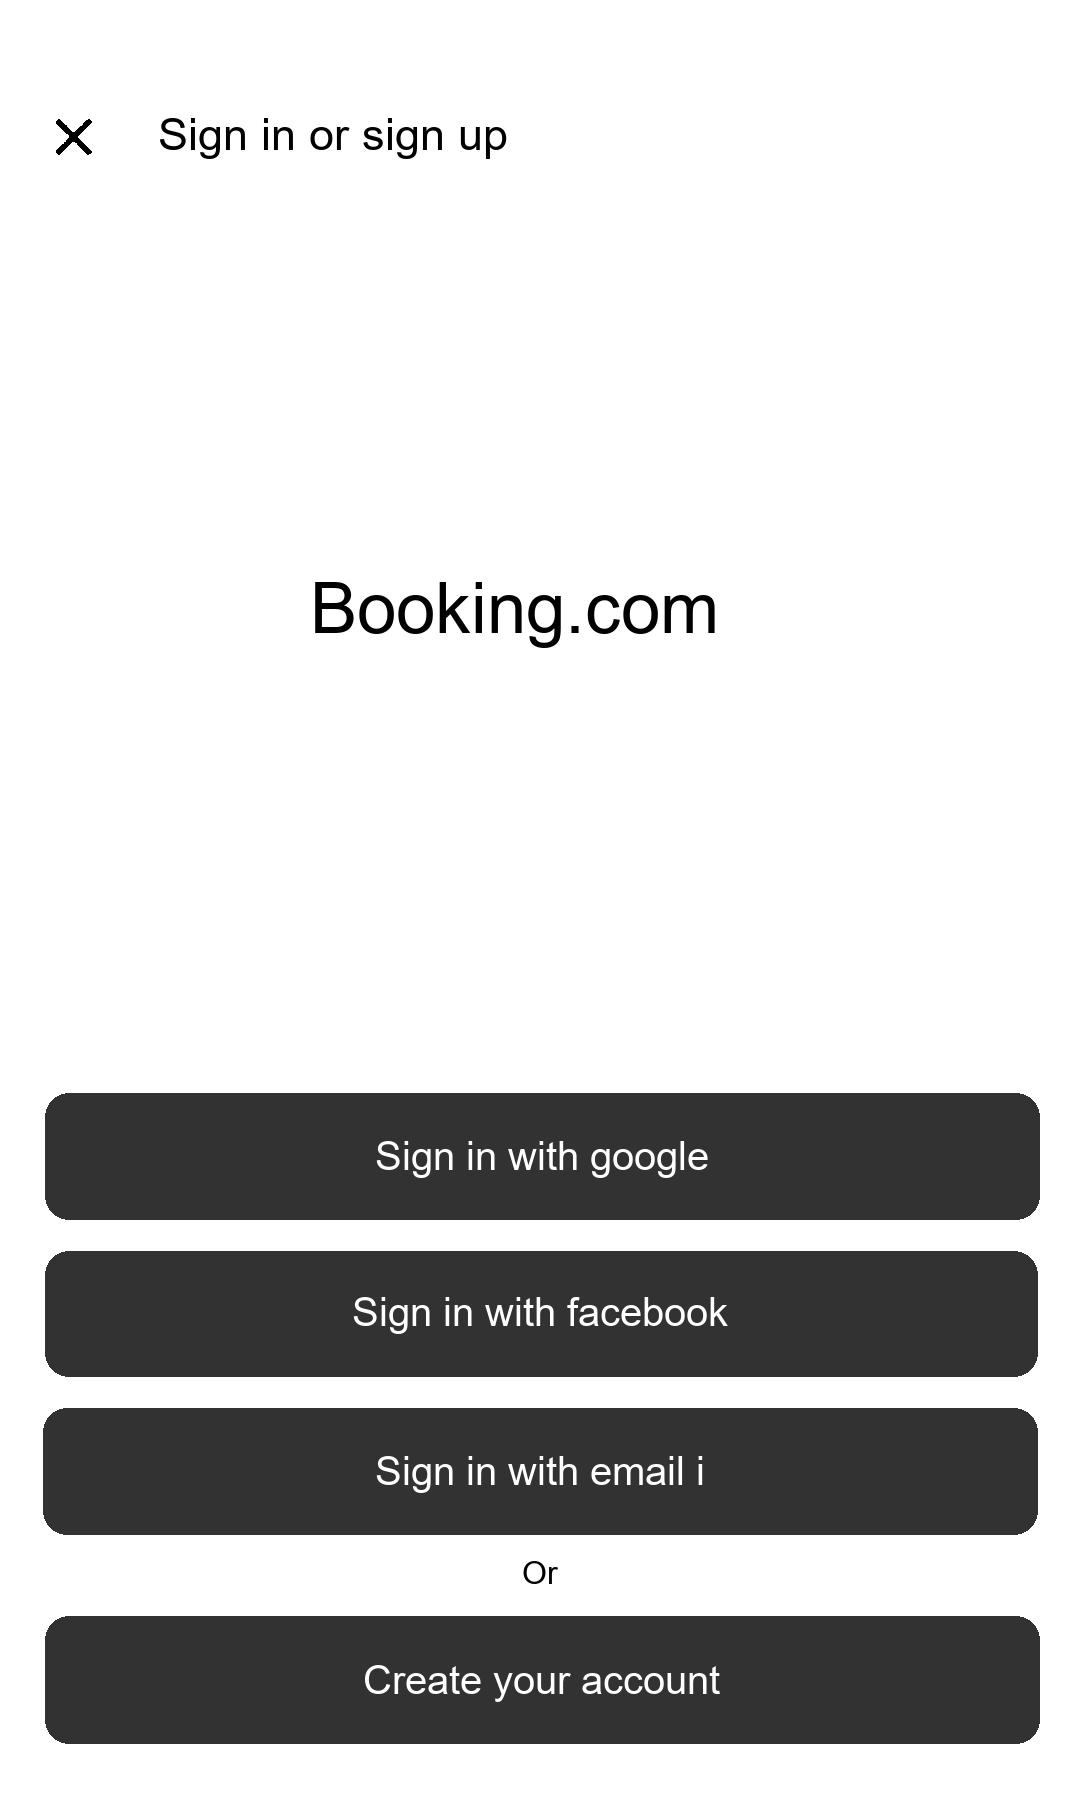 Sign in or sign up
Booking.com
Sign in with google
Sign in with facebook
Sign in with email i
Or
Create your account